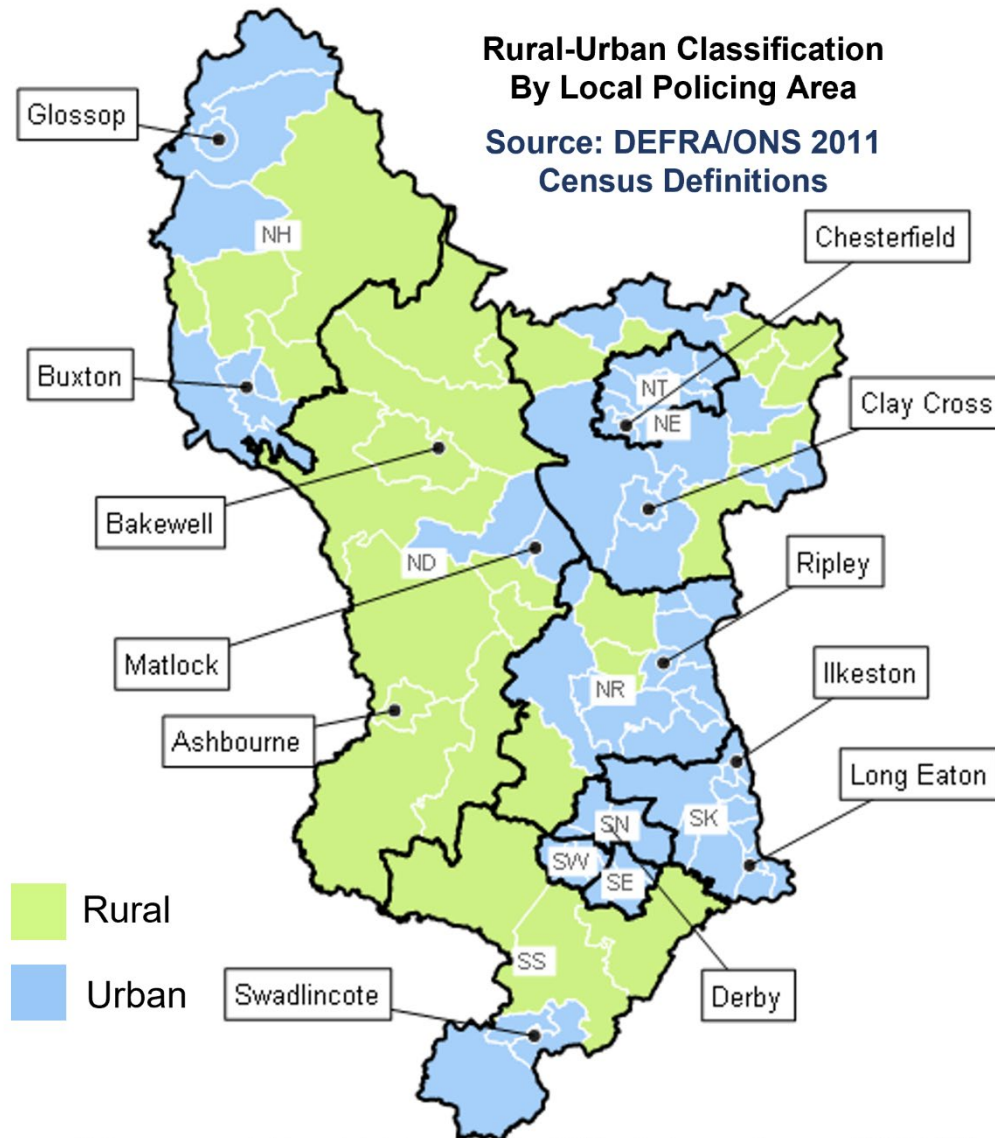 Rural-Urban Classification
By Local Policing Area
Source: DEFRA/ONS 2011
Census Definitions
Glossop
Chesterfield
NH
Buxton
NT
NE
Clay Cross
Bakewell
ND
Ripley
Matlock
NR
Ilkeston
Ashbourne
Long Eaton
SN
SK
SW
SE
Rural
SS
Urban
Swadlincote
Derby